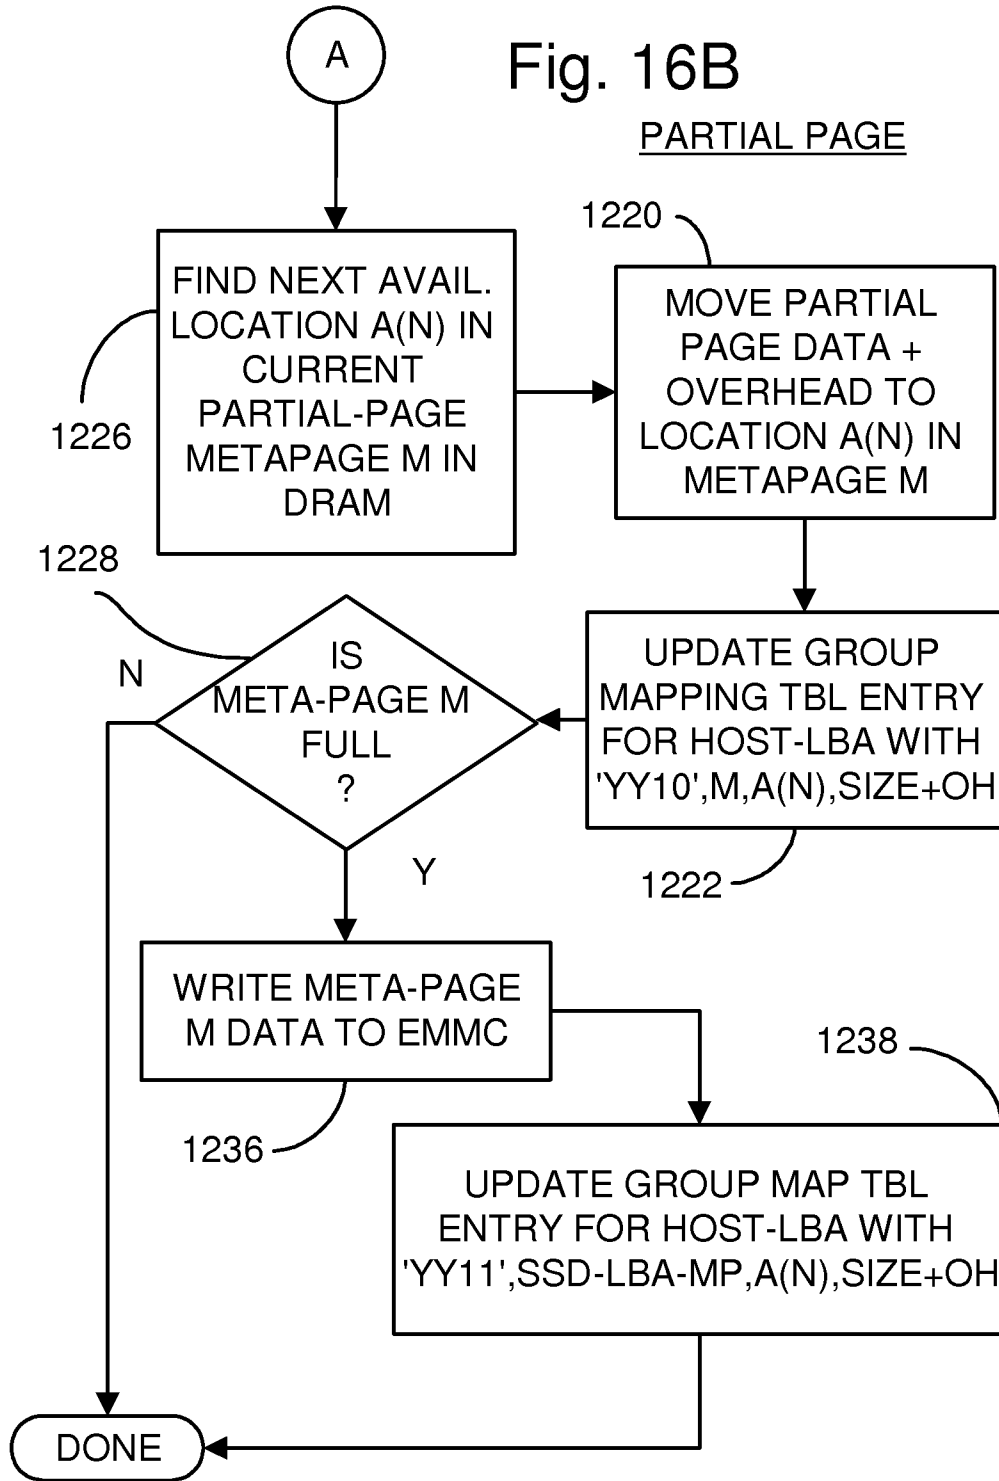 A
Fig. 16B
PARTIAL PAGE
1220
FIND NEXT AVAIL.
LOCATION A(N) IN
CURRENT
PARTIAL-PAGE
METAPAGE M IN
DRAM
1226
MOVE PARTIAL
PAGE DATA +
OVERHEAD TO
LOCATION A(N) IN
METAPAGE M
1228
N
IS
META-PAGE M
FULL
?
Y
UPDATE GROUP
MAPPING TBL ENTRY
FOR HOST-LBA WITH
'YY10',M,A(N),SIZE+OH
1222
WRITE META-PAGE
M DATA TO EMMC
1236
1238
UPDATE GROUP MAP TBL
ENTRY FOR HOST-LBA WITH
'YY11',SSD-LBA-MP,A(N),SIZE+OH
DONE